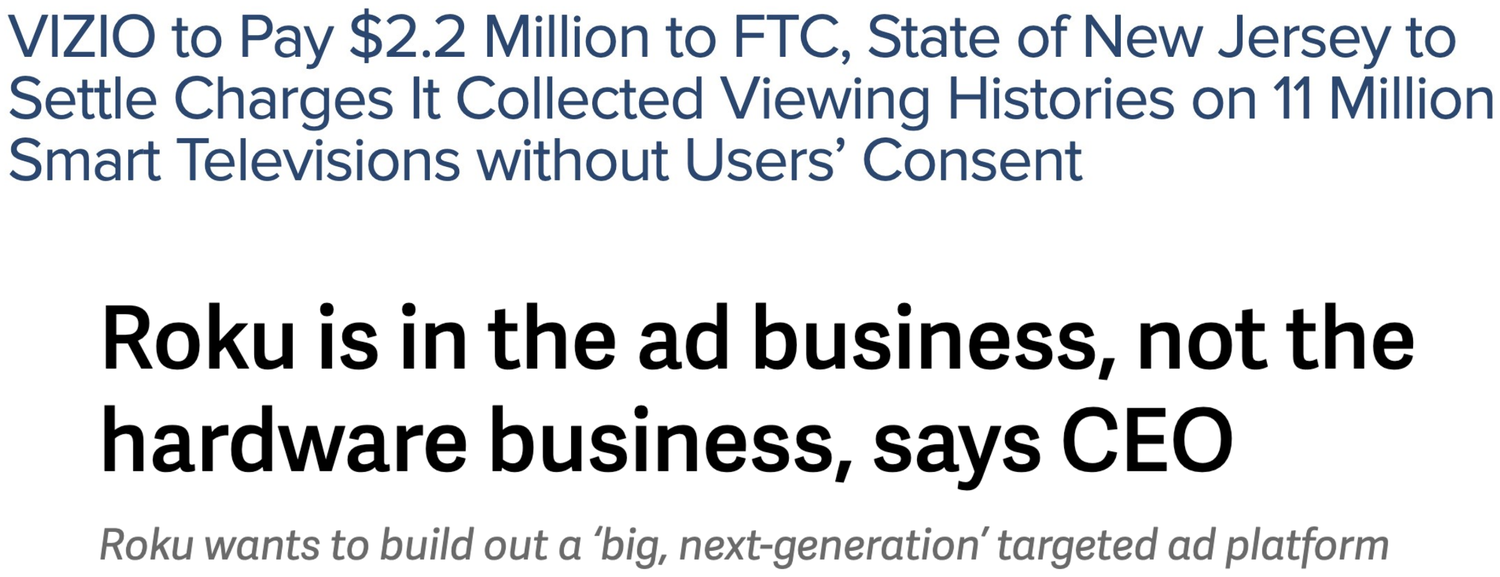 VIZIO to Pay $2.2 Million to FTC, State of New Jersey to
Settle Charges It Collected Viewing Histories on 11 Million
Smart Televisions without Users’ Consent
Roku is in the ad business, not the
hardware business, says CEO
Roku wants to build out a ‘big, next-generation’ targeted ad platform